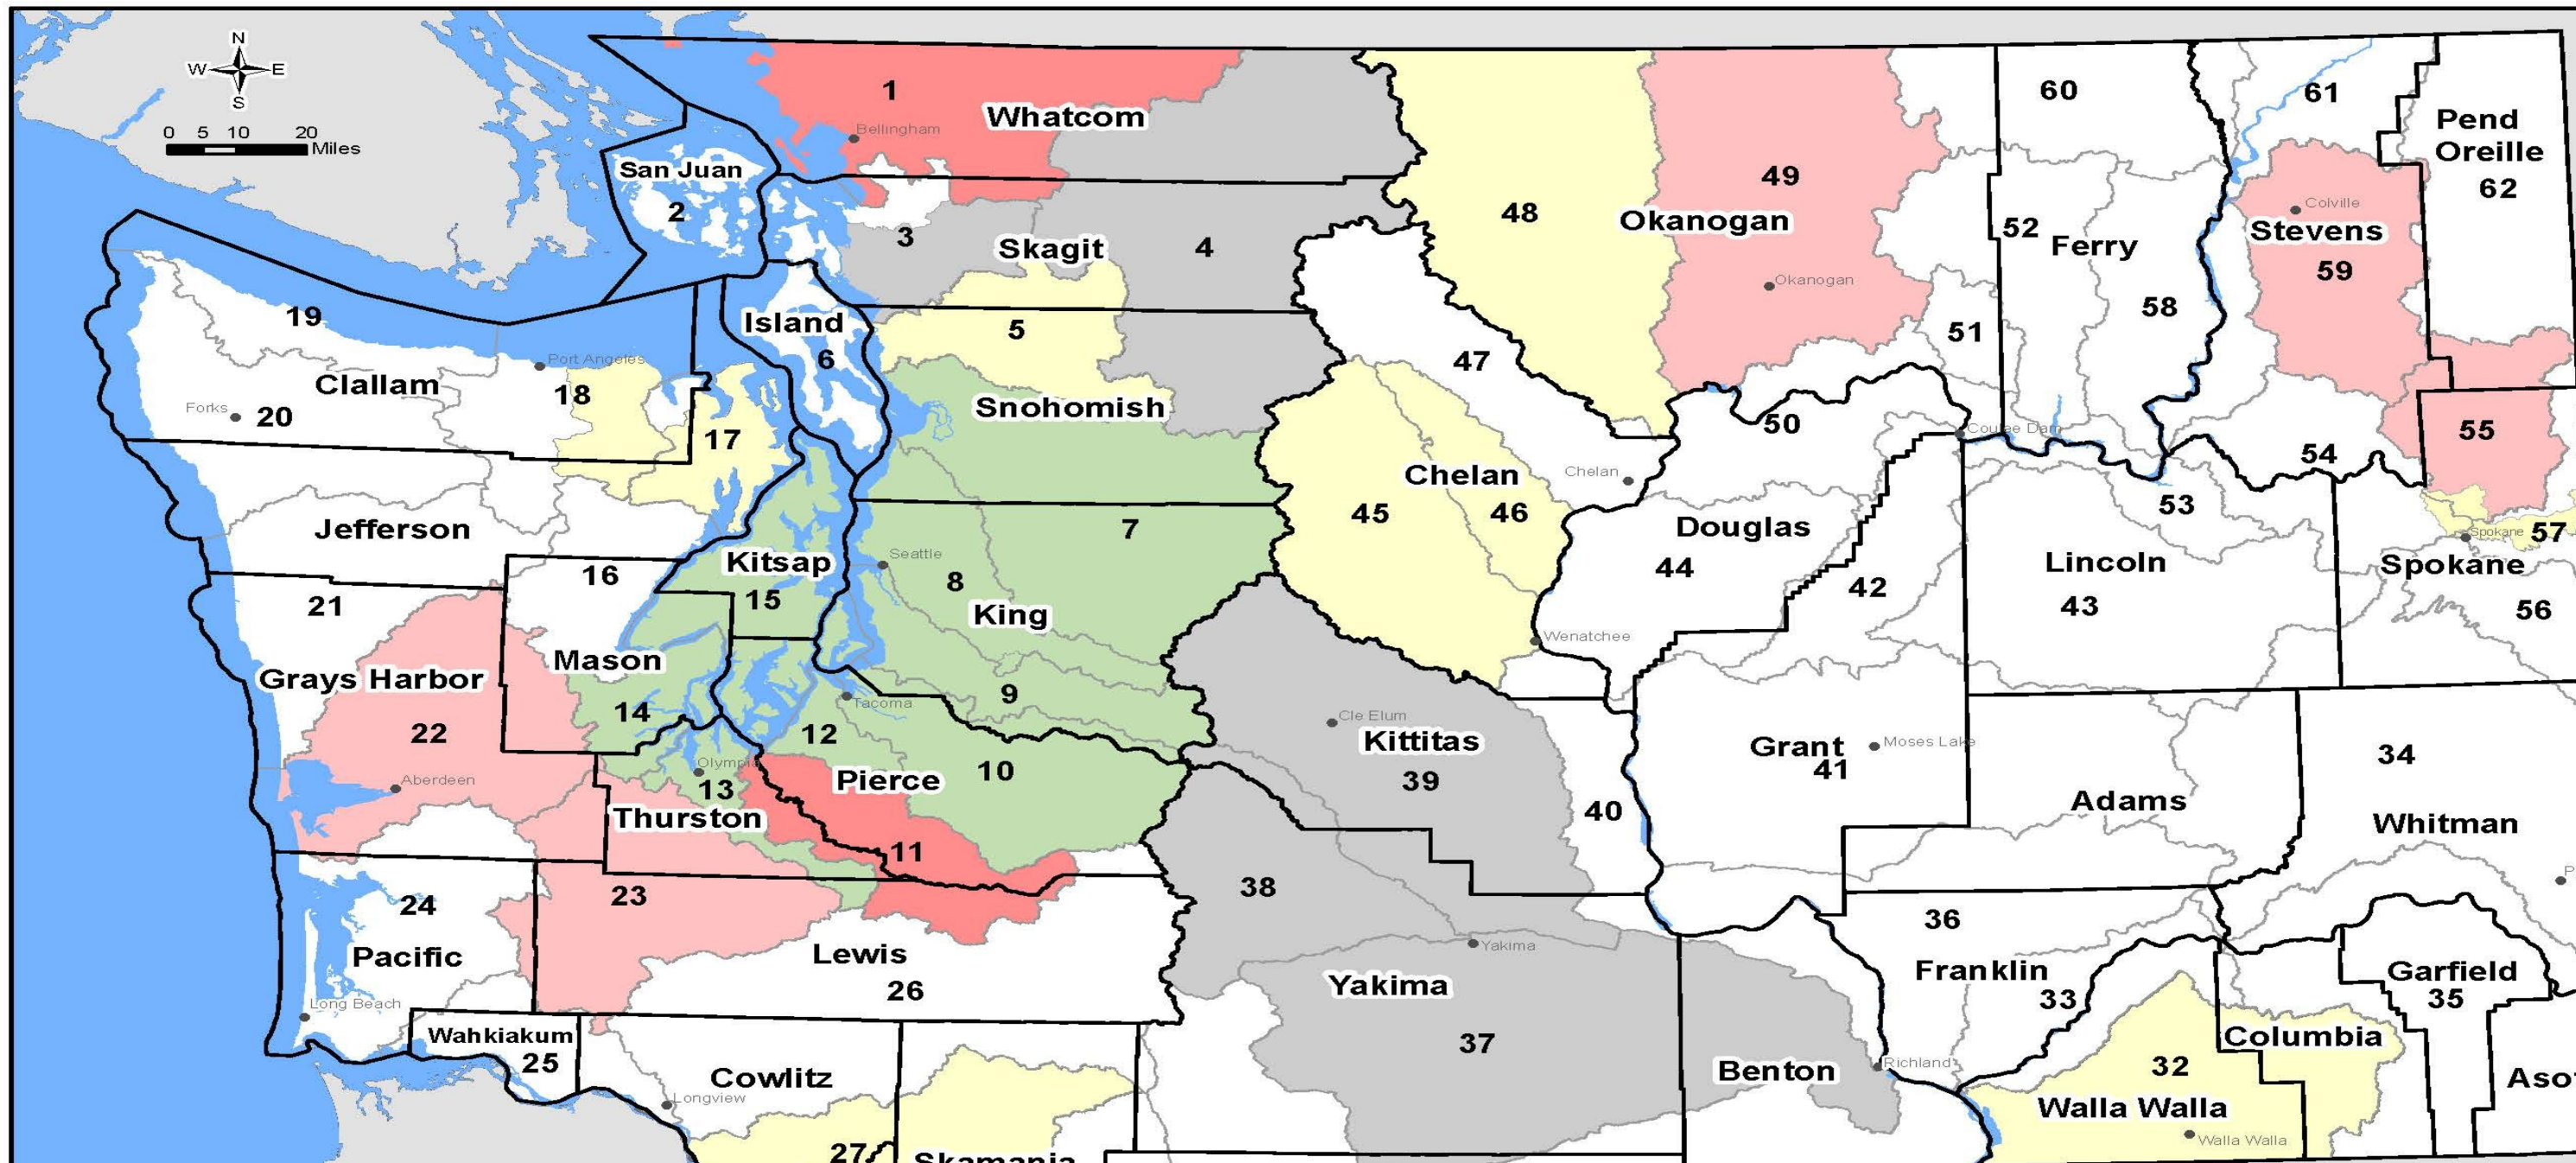 N
W E
S
0 5 10 20
Miles
1
Whatcom
Bellingham
San Juan
2
3
Skagit
4
48
49
Okanogan
Okanogan
60
61
Pend
Oreille
62
52
Ferry
58
Colville
Stevens
59
19
Port Angeles
Clallam
Forks
20
18
17
Island
6
5
Snohomish
47
51
50
Coulee Dam
Chelan
Chelan
45
46
54
55
53
57
Spokane
Spokane
56
Jefferson
16
Kitsap
15
Seattle
7
8
King
9
Douglas
44
42
Lincoln
43
Wenatchee
21
Grays Harbor
22
Aberdeen
Mason
14
Tacoma
12
Pierce
10
Olympia
13
Thurston
11
Cle Elum
Kittitas
39
40
Grant
41
Moses Lake
Adams
34
Whitman
P
24
Pacific
Long Beach
23
Lewis
26
38
Yakima
Yakima
37
36
Franklin
33
Garfield
35
Wahkiakum
25
Cowlitz
Longview
27
Skamania
Benton
Richland
32
Walla Walla
Walla Walla
Columbia
Aso